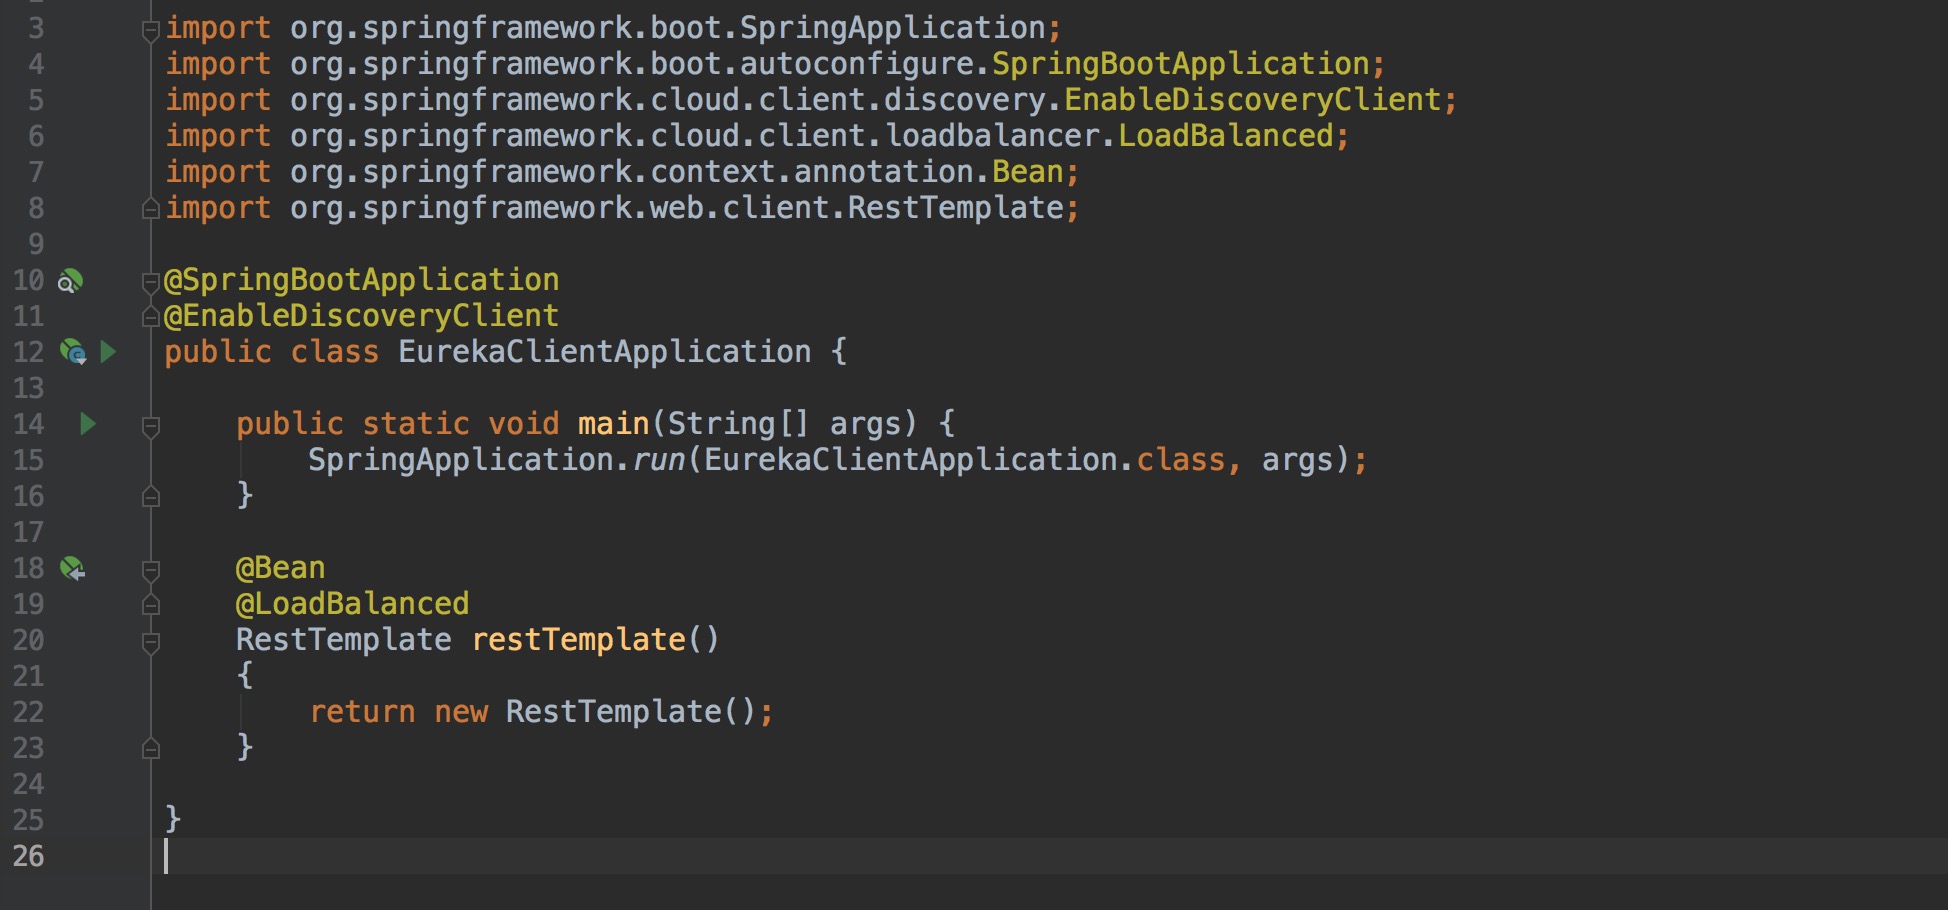 3 import org.springframework.boot.SpringApplication;
4 import org.springframework.boot.autoconfigure.SpringBootApplication;
5 import org.springframework.cloud.client.discovery.EnableDiscoveryClient;
6 import org.springframework.cloud.client.loadbalancer.LoadBalanced;
7 import org.springframework.context.annotation.Bean;
8 import org.springframework.web.client.RestTemplate;
9
10 @SpringBootApplication
11 @EnableDiscoveryClient
12 public class EurekaClientApplication {
13
14     public static void main(String[] args) {
15         SpringApplication.run(EurekaClientApplication.class, args);
16     }
17
18     @Bean
19     @LoadBalanced
20     RestTemplate restTemplate()
21     {
22         return new RestTemplate();
23     }
24
25 }
26